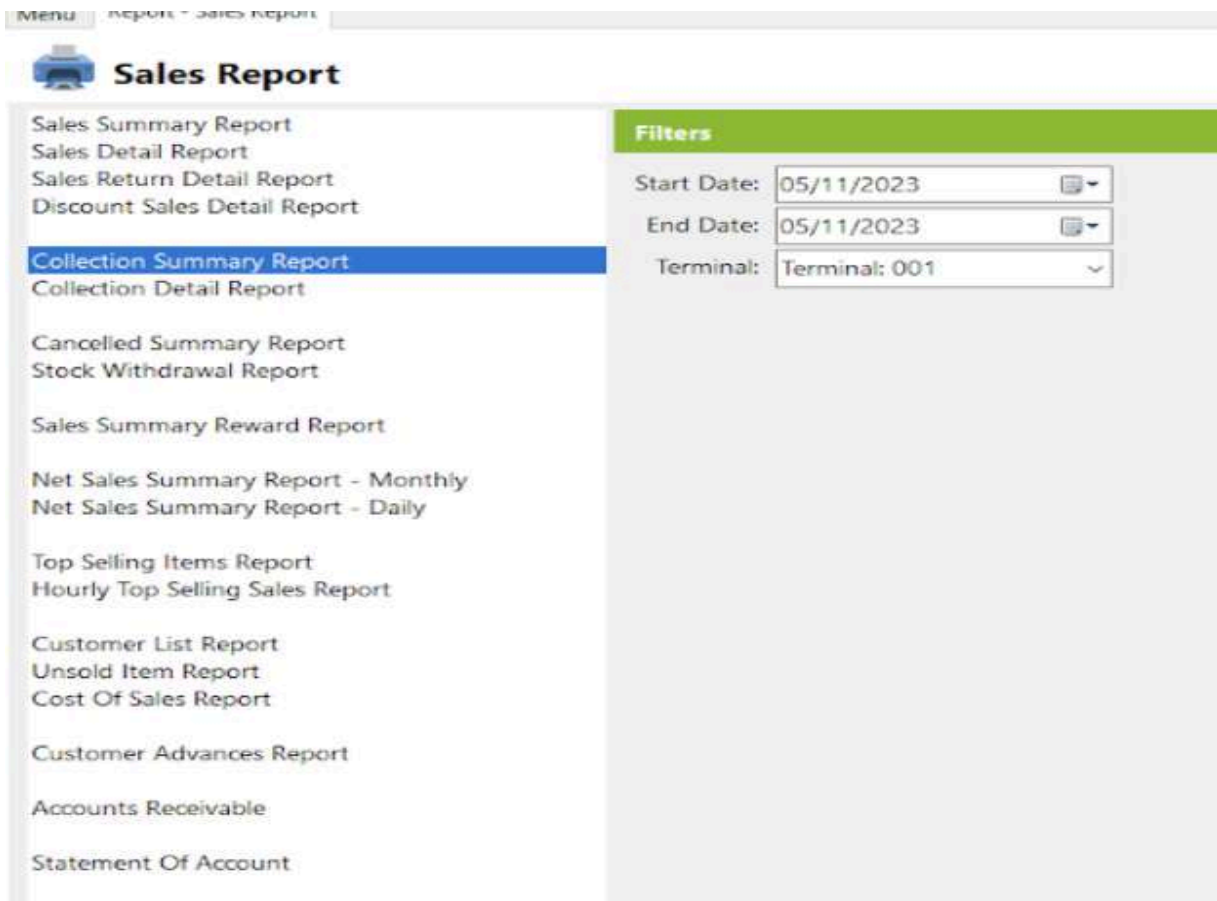 Menu
Report - Sales Report
Sales Report
Sales Summary Report
Sales Detail Report
Sales Return Detail Report
Discount Sales Detail Report
Collection Summary Report
Collection Detail Report
Cancelled Summary Report
Stock Withdrawal Report
Sales Summary Reward Report
Net Sales Summary Report - Monthly
Net Sales Summary Report - Daily
Top Selling Items Report
Hourly Top Selling Sales Report
Customer List Report
Unsold Item Report
Cost Of Sales Report
Customer Advances Report
Accounts Receivable
Statement Of Account
Filters
Start Date: 05/11/2023
End Date: 05/11/2023
Terminal: Terminal: 001